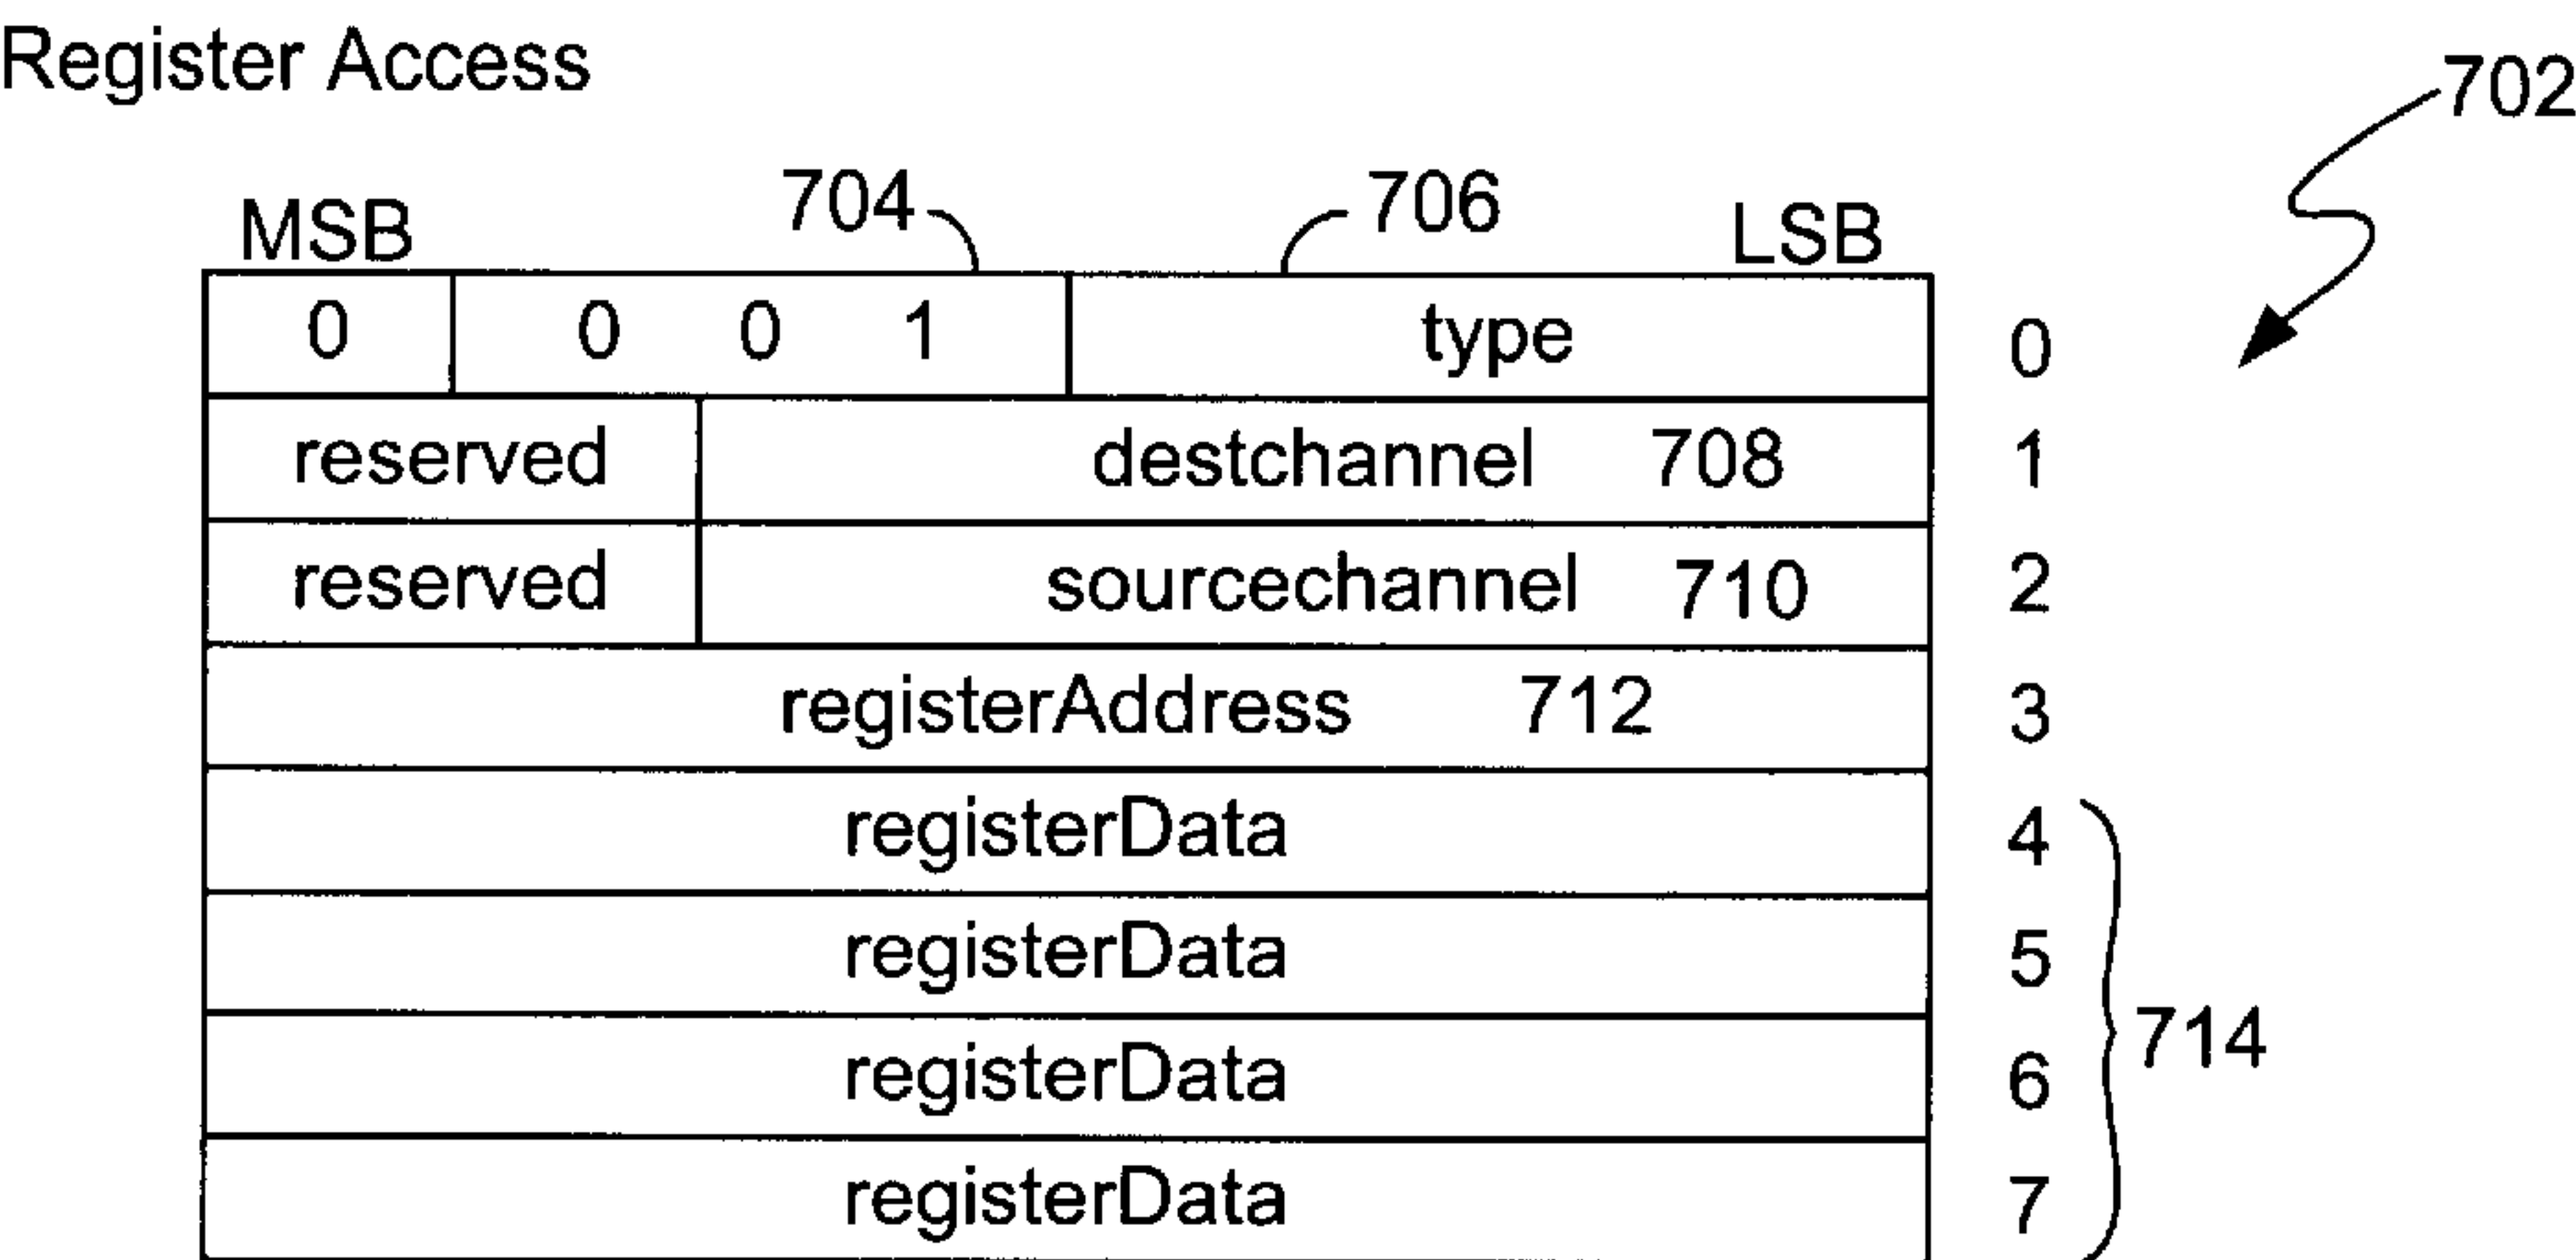 Register Access
702
704 706
MSB LSB
0 0 0 1 type 0
reserved destchannel 708 1
reserved sourcechannel 710 2
registerAddress 712 3
registerData 4
registerData 5
714
registerData 6
registerData 7